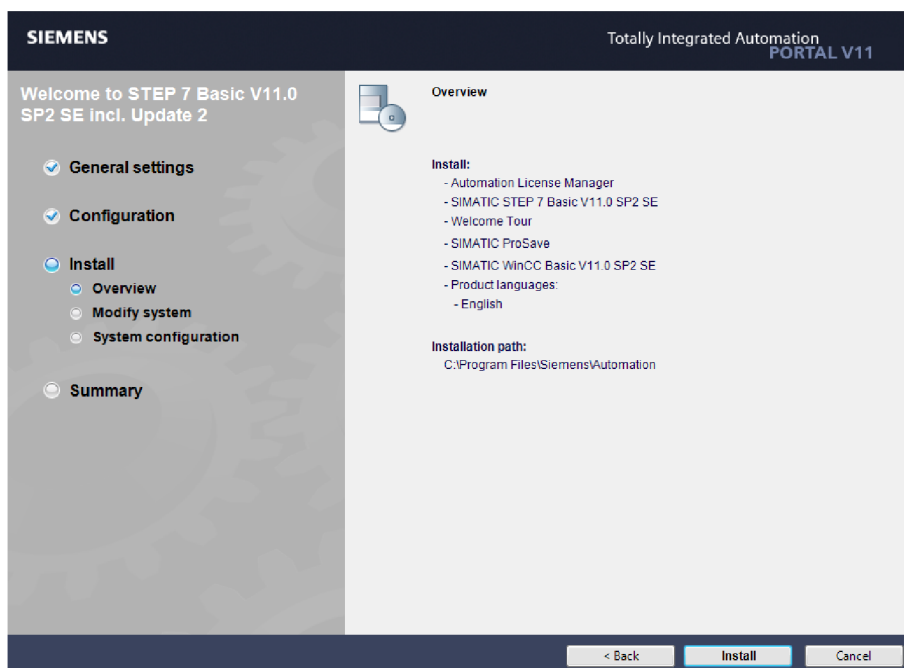 SIEMENS
Totally Integrated Automation
PORTAL V11
Welcome to STEP 7 Basic V11.0
SP2 SE incl. Update 2
General settings
Configuration
Install
Overview
Modify system
System configuration
Summary
Overview
Install:
- Automation License Manager
- SIMATIC STEP 7 Basic V11.0 SP2 SE
- Welcome Tour
- SIMATIC ProSave
- SIMATIC WinCC Basic V11.0 SP2 SE
- Product languages:
- English
Installation path:
C:\Program Files\Siemens\Automation
< Back
Install
Cancel